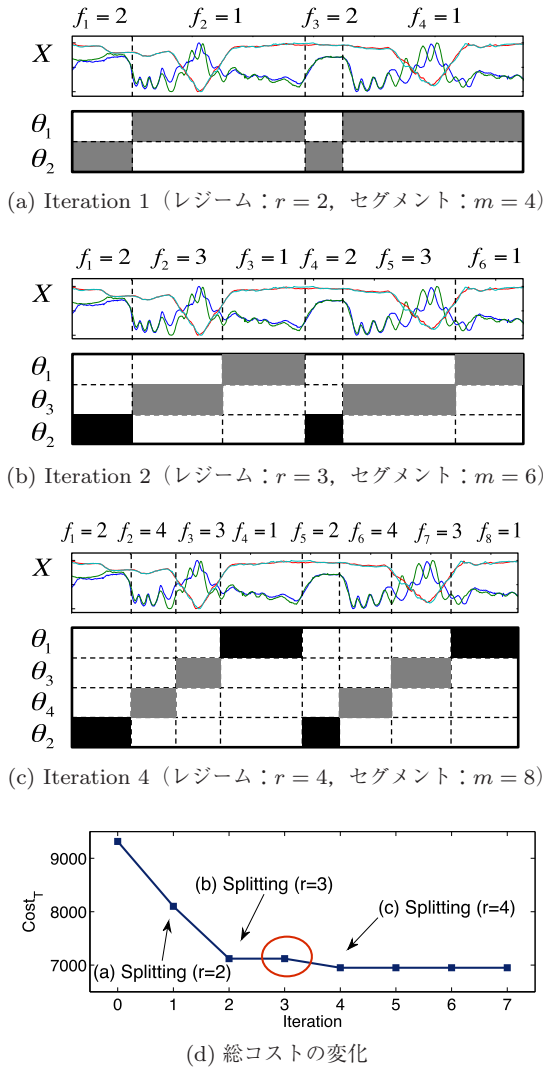 f₁ = 2 f₂ = 1 f₃ = 2 f₄ = 1
X
θ₁
θ₂
(a) Iteration 1（レジーム：r = 2，セグメント：m = 4）
f₁ = 2 f₂ = 3 f₃ = 1 f₄ = 2 f₅ = 3 f₆ = 1
X
θ₁
θ₃
θ₂
(b) Iteration 2（レジーム：r = 3，セグメント：m = 6）
f₁ = 2 f₂ = 4 f₃ = 3 f₄ = 1 f₅ = 2 f₆ = 4 f₇ = 3 f₈ = 1
X
θ₁
θ₃
θ₄
θ₂
(c) Iteration 4（レジーム：r = 4，セグメント：m = 8）
Cost_T
9000
8000
7000
(b) Splitting (r=3)
(c) Splitting (r=4)
(a) Splitting (r=2)
0 1 2 3 4 5 6 7
Iteration
(d) 総コストの変化